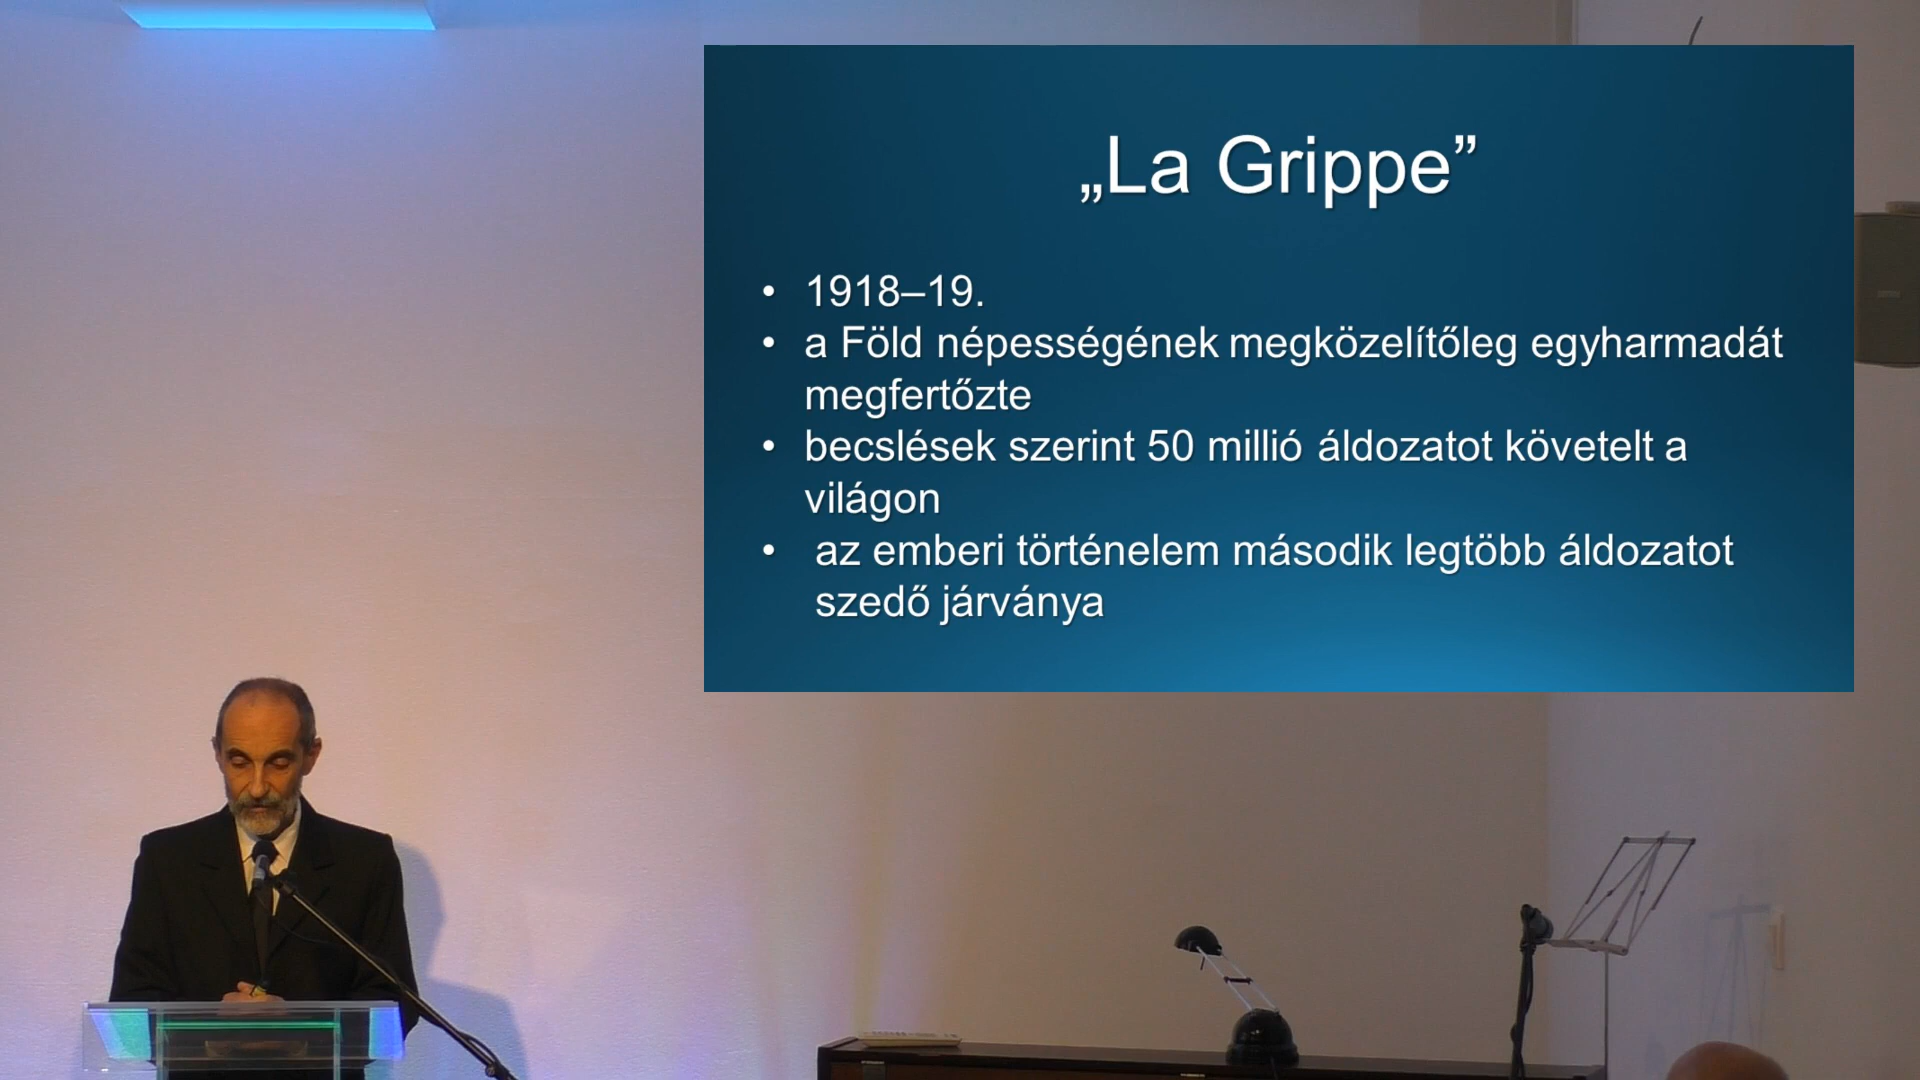 „La Grippe”
• 1918–19.
• a Föld népességének megközelítőleg egyharmadát
megfertőzte
• becslések szerint 50 millió áldozatot követelt a
világon
• az emberi történelem második legtöbb áldozatot
szedő járványa